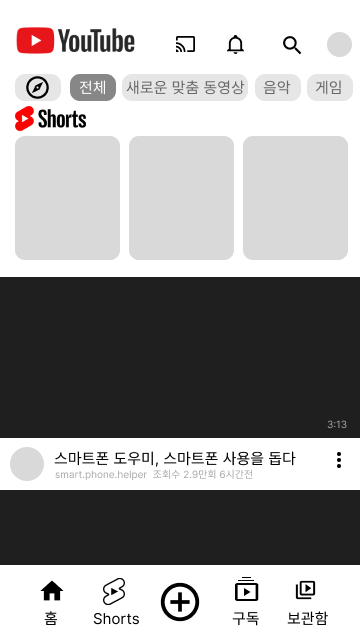 YouTube
전체 새로운 맞춤 동영상 음악 게임
Shorts
3:13
스마트폰 도우미, 스마트폰 사용을 돕다
smart.phone.helper 조회수 2.9만회 6시간전
홈 Shorts 구독 보관함